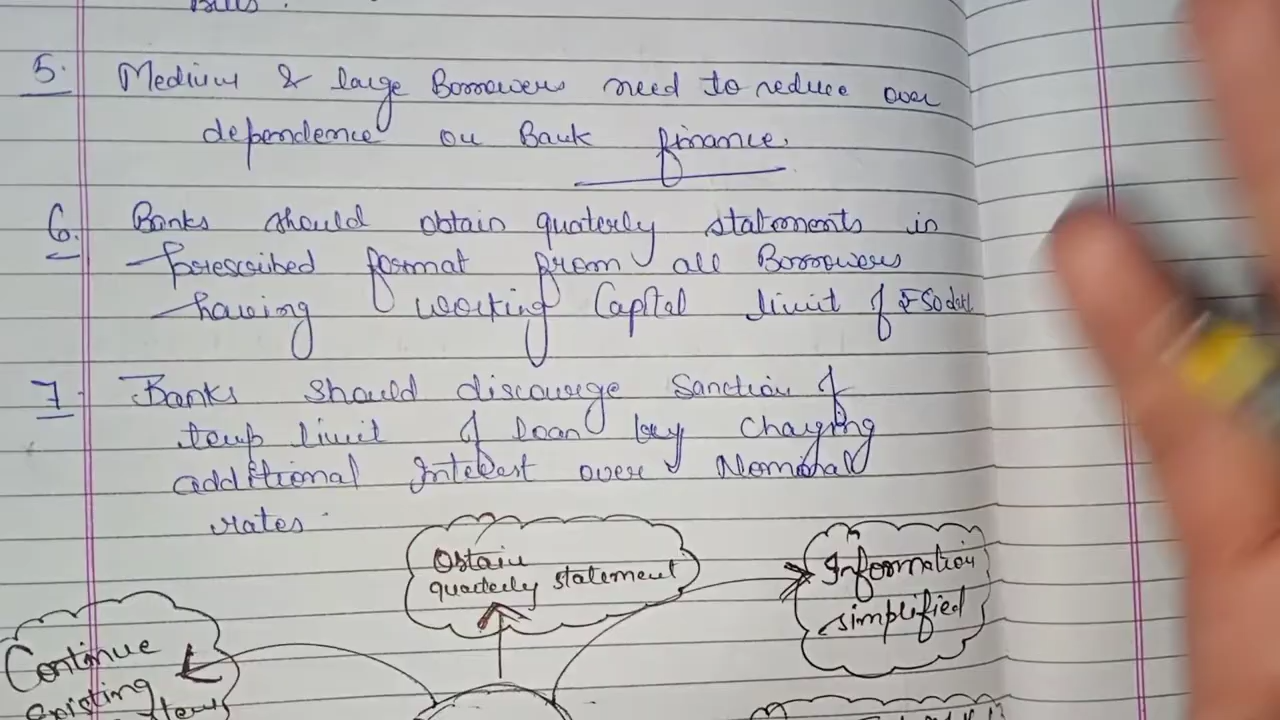 Bills.
5. Medium & large Borrowers need to reduce over
dependence on Bank finance.
6. Banks should obtain quaterly statements in
prescribed format from all Borrowers
having working Capital limit of ₹50
7. Banks should discourge Sanction of
temp limit of loan by charging
additional Interest over Nominal
rates.
Obtain
quaterly statement
Information
simplified
Continue
existing